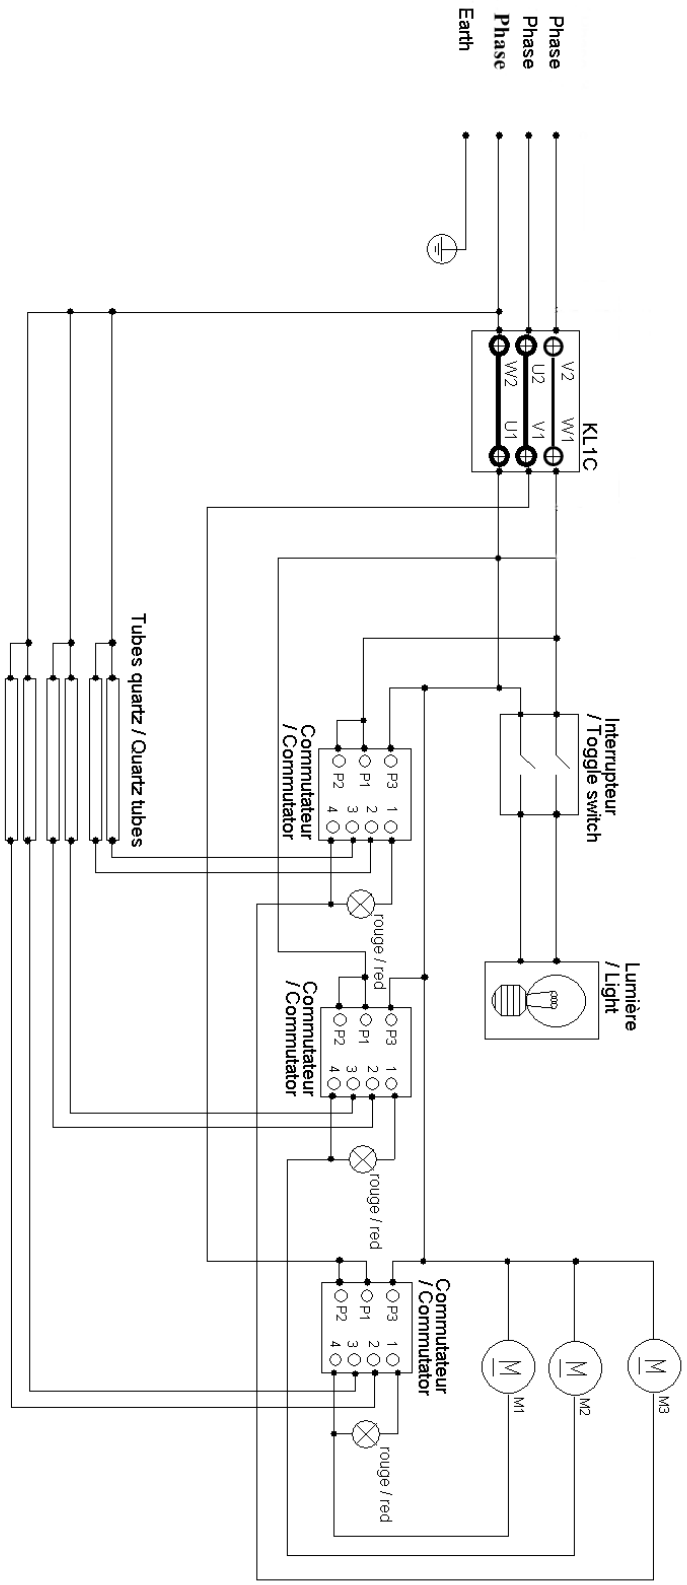 Phase
Phase
Phase
Earth
KL1C
V2
W1
U2
V1
W2
U1
Interrupteur
/ Toggle switch
Lumière
/ Light
Tubes quartz / Quartz tubes
Commutateur
/ Commutator
P3
P1
P2
1
2
3
4
rouge / red
Commutateur
/ Commutator
P3
P1
P2
1
2
3
4
rouge / red
Commutateur
/ Commutator
P3
P1
P2
1
2
3
4
rouge / red
M
M3
M
M2
M
M1